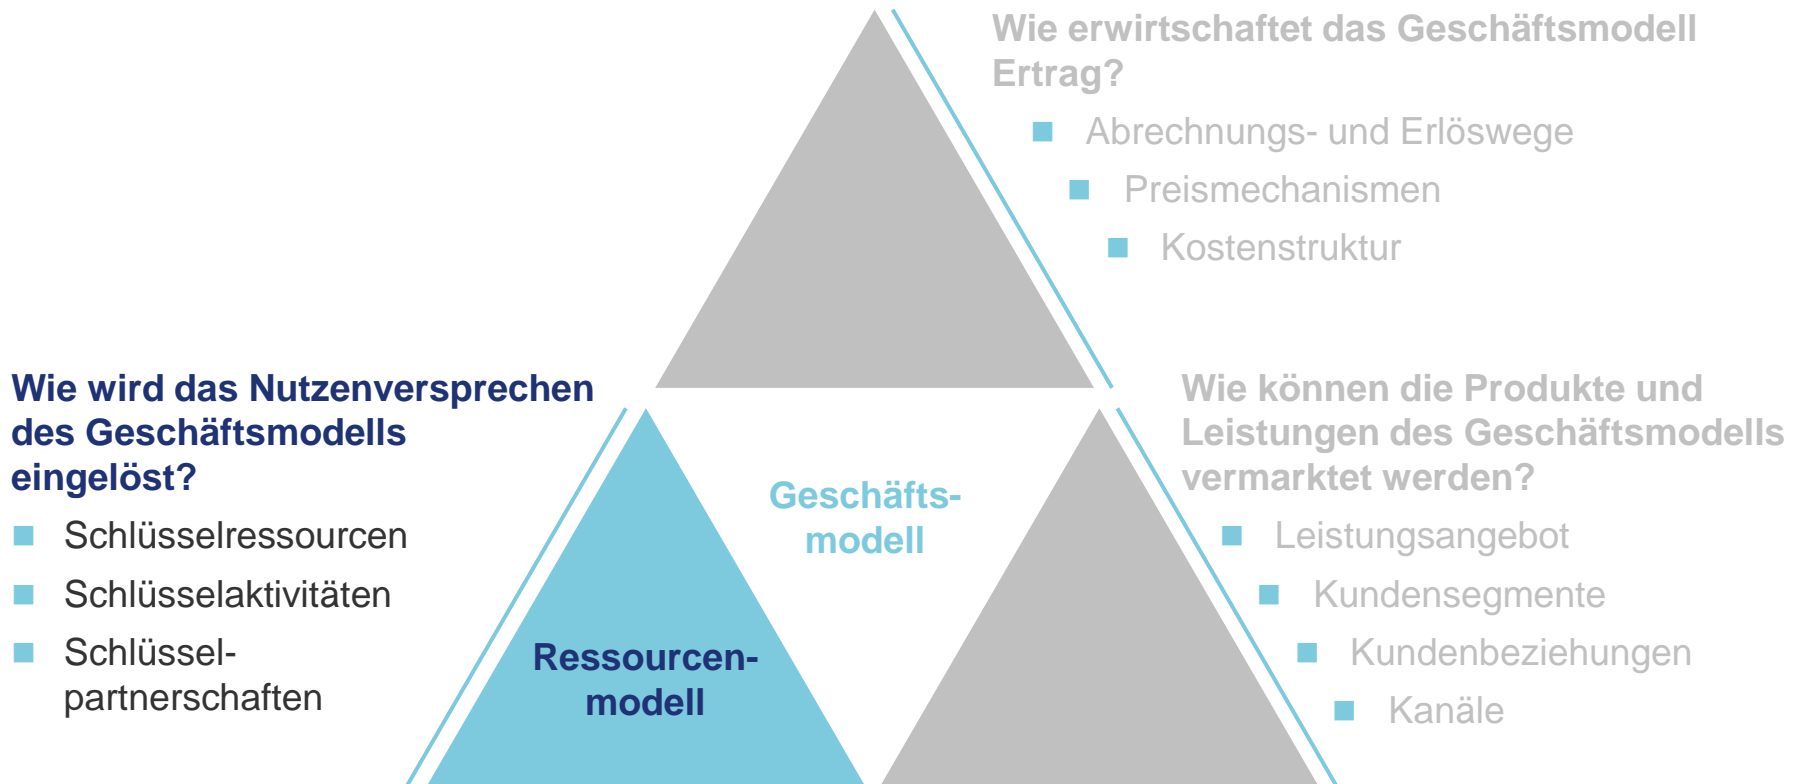 Wie erwirtschaftet das Geschäftsmodell
Ertrag?
Abrechnungs- und Erlöswege
Preismechanismen
Kostenstruktur
Wie wird das Nutzenversprechen
des Geschäftsmodells
eingelöst?
Schlüsselressourcen
Schlüsselaktivitäten
Schlüssel-
partnerschaften
Geschäfts-
modell
Ressourcen-
modell
Wie können die Produkte und
Leistungen des Geschäftsmodells
vermarktet werden?
Leistungsangebot
Kundensegmente
Kundenbeziehungen
Kanäle